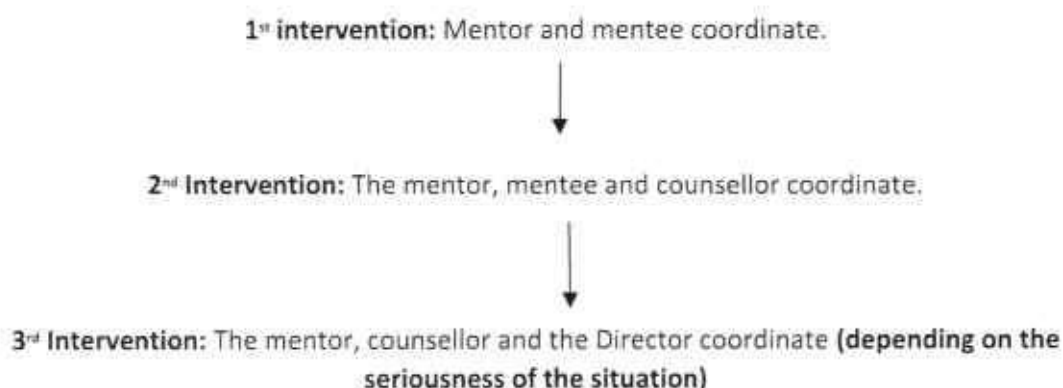 1st intervention: Mentor and mentee coordinate.
2nd Intervention: The mentor, mentee and counsellor coordinate.
3rd Intervention: The mentor, counsellor and the Director coordinate (depending on the
seriousness of the situation)